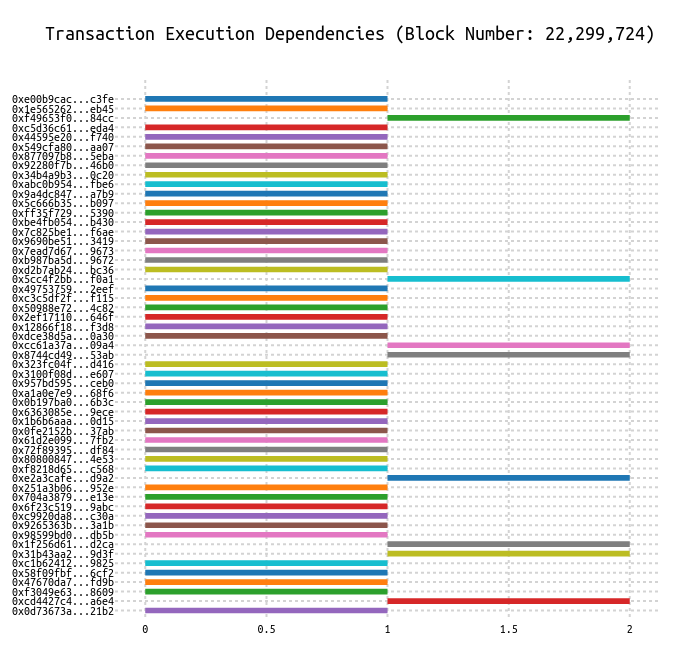 Transaction Execution Dependencies (Block Number: 22,299,724)
0xe00b9cac...c3fe
0x1e565262...eb45
0xf49653f0...84cc
0xc5d36c61...eda4
0x44595e20...f740
0x549cfa80...aa07
0x877097b8...5eba
0x92280f7b...46b0
0x34b4a9b3...0c20
0xabc0b954...fbe6
0x9a4dc847...a7b9
0x5c666b35...b097
0xff35f729...5390
0xbe4fb054...b430
0x7c825be1...f6ae
0x9690be51...3419
0x7ead7d67...9673
0xb987ba5d...9672
0xd2b7ab24...bc36
0x5cc4f2bb...f0a1
0x49753759...2eef
0xc3c5df2f...f115
0x50988e72...4c82
0x2ef17110...646f
0x12866f18...f3d8
0xdce38d5a...0a30
0xcc61a37a...09a4
0x8744cd49...53ab
0x323fc04f...d416
0x3100f08d...e607
0x957bd595...ceb0
0xa1a0e7e9...68f6
0x0b197ba0...6b3c
0x6363085e...9ece
0x1b6b6aaa...0d15
0x0fe2152b...37ab
0x61d2e099...7fb2
0x72f89395...df84
0x80800847...4e53
0xf8218d65...c568
0xe2a3cafe...d9a2
0x251a3b06...952e
0x704a3879...e13e
0x6f23c519...9abc
0xc9920da8...c30a
0x9265363b...3a1b
0x98599bd0...db5b
0x1f256d61...d2ca
0x31b43aa2...9d3f
0xc1b62412...9825
0x58f09fbf...6cf2
0x47670da7...fd9b
0xf3049e63...8609
0xcd4427c4...a6e4
0x0d73673a...21b2
0 0.5 1 1.5 2